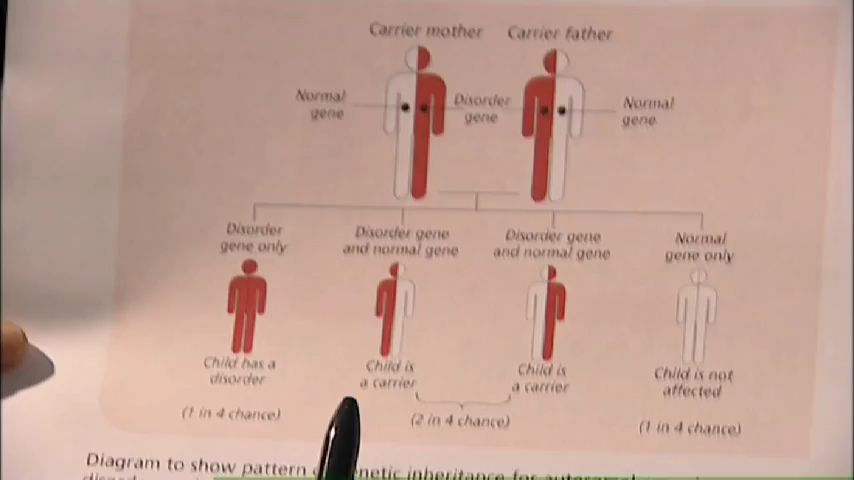 Carrier mother
Carrier father
Normal
gene
Disorder
gene
Normal
gene
Disorder
gene only
Disorder gene
and normal gene
Disorder gene
and normal gene
Normal
gene only
Child has a
disorder
Child is
a carrier
Child is
a carrier
Child is not
affected
(1 in 4 chance)
(2 in 4 chance)
(1 in 4 chance)
Diagram to show pattern inheritance for